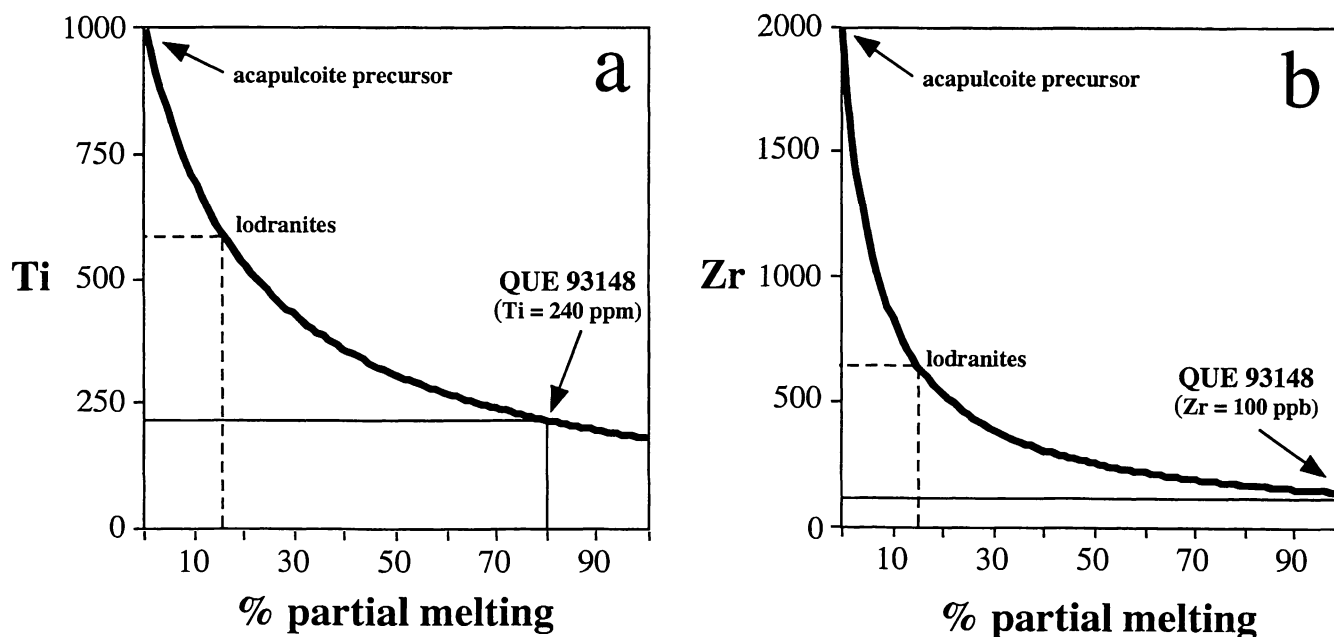 a
1000
750
500
250
0
Ti
acapulcoite precursor
lodranites
QUE 93148
(Ti = 240 ppm)
10
30
50
70
90
% partial melting
b
2000
1500
1000
500
0
Zr
acapulcoite precursor
lodranites
QUE 93148
(Zr = 100 ppb)
10
30
50
70
90
% partial melting